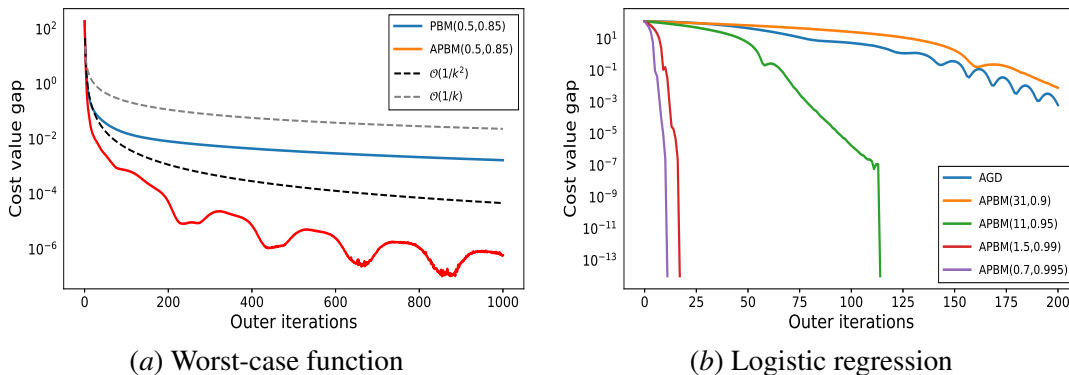 10^2
10^0
10^{-2}
10^{-4}
10^{-6}
Cost value gap
PBM(0.5,0.85)
APBM(0.5,0.85)
𝒪(1/k^2)
𝒪(1/k)
0
200
400
600
800
1000
Outer iterations
(a) Worst-case function
10^1
10^{-1}
10^{-3}
10^{-5}
10^{-7}
10^{-9}
10^{-11}
10^{-13}
Cost value gap
AGD
APBM(31,0.9)
APBM(11,0.95)
APBM(1.5,0.99)
APBM(0.7,0.995)
0
25
50
75
100
125
150
175
200
Outer iterations
(b) Logistic regression